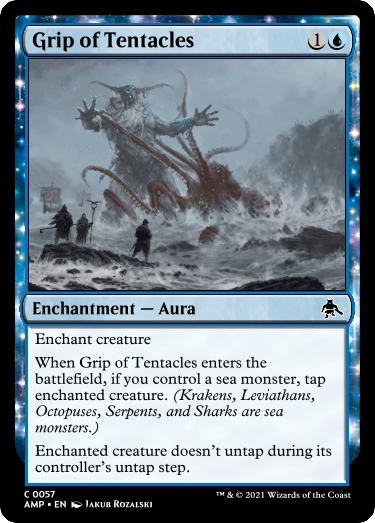 Grip of Tentacles 1
Enchantment — Aura
Enchant creature
When Grip of Tentacles enters the
battlefield, if you control a sea monster, tap
enchanted creature. (Krakens, Leviathans,
Octopuses, Serpents, and Sharks are sea
monsters.)
Enchanted creature doesn't untap during its
controller's untap step.
C 0057
AMP • EN Jakub Rozalski
™ & © 2021 Wizards of the Coast